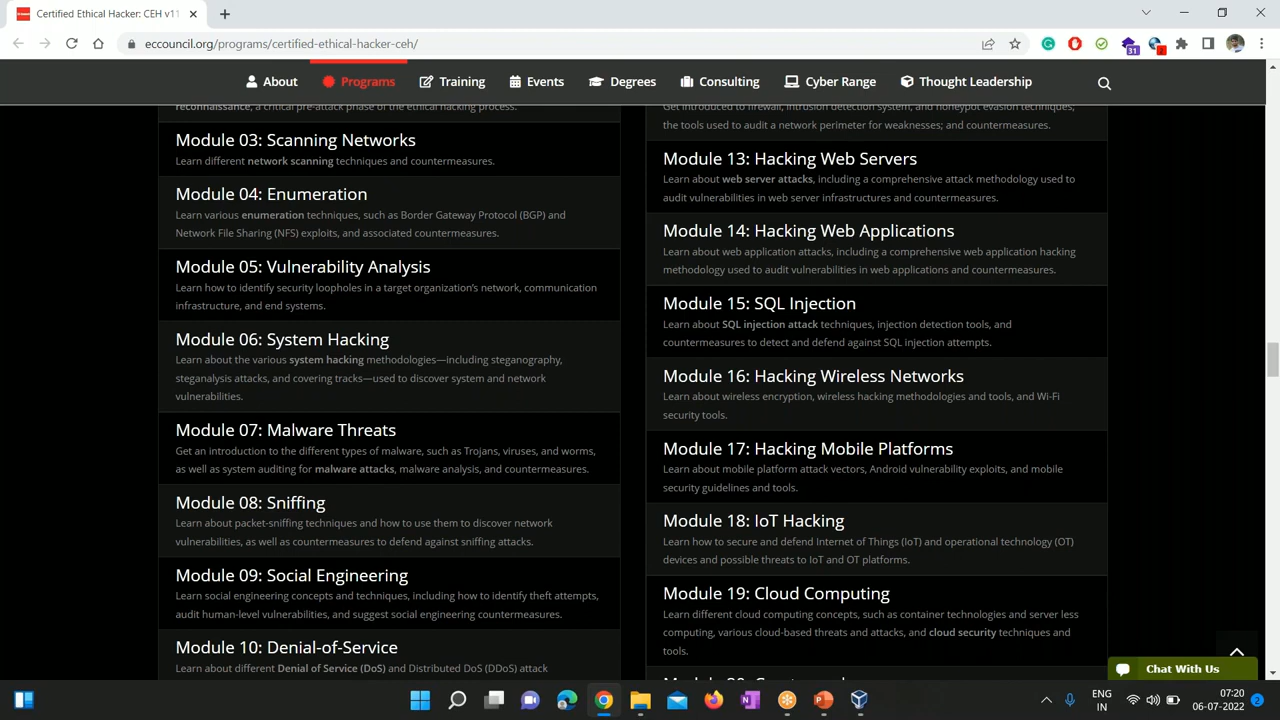 Certified Ethical Hacker: CEH v11
eccouncil.org/programs/certified-ethical-hacker-ceh/
31
2
About
Programs
Training
Events
Degrees
Consulting
Cyber Range
Thought Leadership
reconnaissance, a critical pre-attack phase of the ethical hacking process.
Module 03: Scanning Networks
Learn different network scanning techniques and countermeasures.
Module 04: Enumeration
Learn various enumeration techniques, such as Border Gateway Protocol (BGP) and
Network File Sharing (NFS) exploits, and associated countermeasures.
Module 05: Vulnerability Analysis
Learn how to identify security loopholes in a target organization's network, communication
infrastructure, and end systems.
Module 06: System Hacking
Learn about the various system hacking methodologies—including steganography,
steganalysis attacks, and covering tracks—used to discover system and network
vulnerabilities.
Module 07: Malware Threats
Get an introduction to the different types of malware, such as Trojans, viruses, and worms,
as well as system auditing for malware attacks, malware analysis, and countermeasures.
Module 08: Sniffing
Learn about packet-sniffing techniques and how to use them to discover network
vulnerabilities, as well as countermeasures to defend against sniffing attacks.
Module 09: Social Engineering
Learn social engineering concepts and techniques, including how to identify theft attempts,
audit human-level vulnerabilities, and suggest social engineering countermeasures.
Module 10: Denial-of-Service
Learn about different Denial of Service (DoS) and Distributed DoS (DDoS) attack
Get introduced to firewall, intrusion detection system, and honeypot evasion techniques,
the tools used to audit a network perimeter for weaknesses; and countermeasures.
Module 13: Hacking Web Servers
Learn about web server attacks, including a comprehensive attack methodology used to
audit vulnerabilities in web server infrastructures and countermeasures.
Module 14: Hacking Web Applications
Learn about web application attacks, including a comprehensive web application hacking
methodology used to audit vulnerabilities in web applications and countermeasures.
Module 15: SQL Injection
Learn about SQL injection attack techniques, injection detection tools, and
countermeasures to detect and defend against SQL injection attempts.
Module 16: Hacking Wireless Networks
Learn about wireless encryption, wireless hacking methodologies and tools, and Wi-Fi
security tools.
Module 17: Hacking Mobile Platforms
Learn about mobile platform attack vectors, Android vulnerability exploits, and mobile
security guidelines and tools.
Module 18: IoT Hacking
Learn how to secure and defend Internet of Things (IoT) and operational technology (OT)
devices and possible threats to IoT and OT platforms.
Module 19: Cloud Computing
Learn different cloud computing concepts, such as container technologies and server less
computing, various cloud-based threats and attacks, and cloud security techniques and
tools.
Chat With Us
ENG
IN
07:20
06-07-2022
2